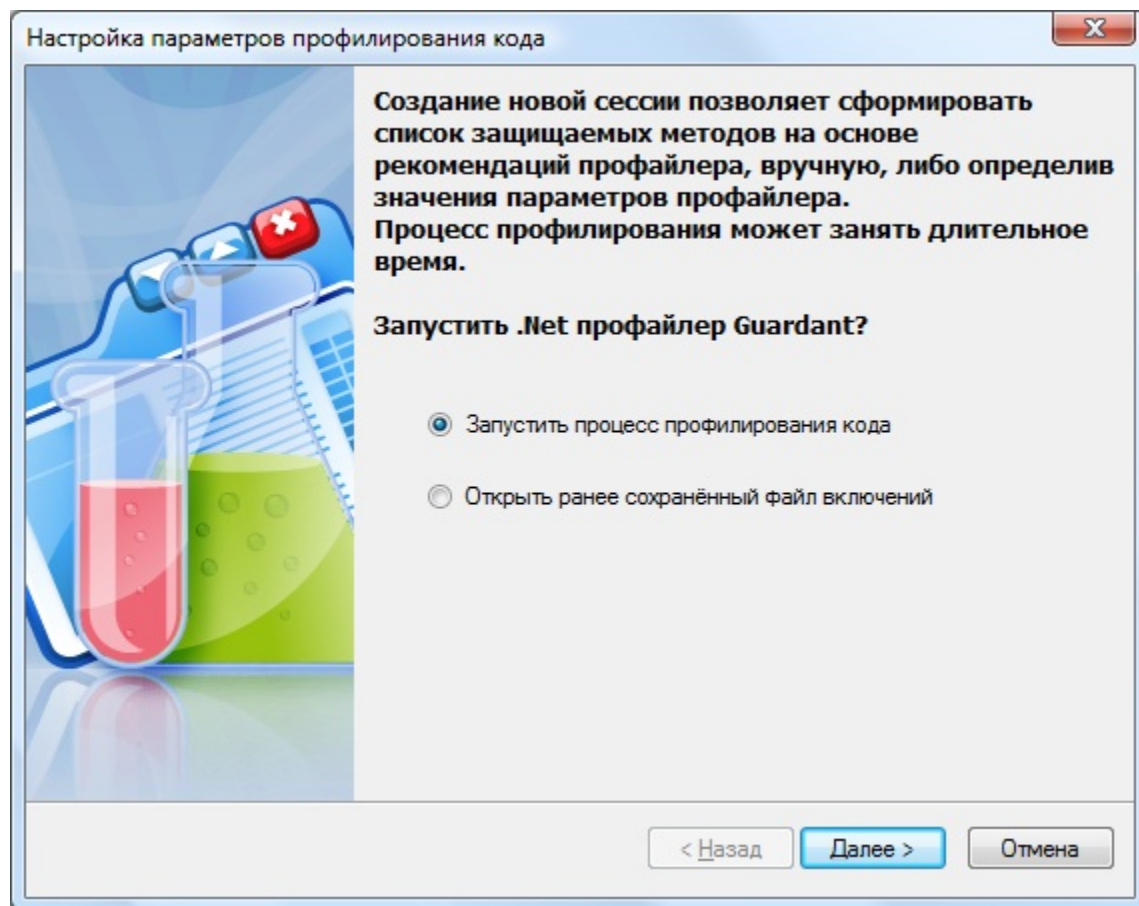 Настройка параметров профилирования кода
Создание новой сессии позволяет сформировать
список защищаемых методов на основе
рекомендаций профайлера, вручную, либо определив
значения параметров профайлера.
Процесс профилирования может занять длительное
время.
Запустить .Net профайлер Guardant?
Запустить процесс профилирования кода
Открыть ранее сохранённый файл включений
< Назад
Далее >
Отмена